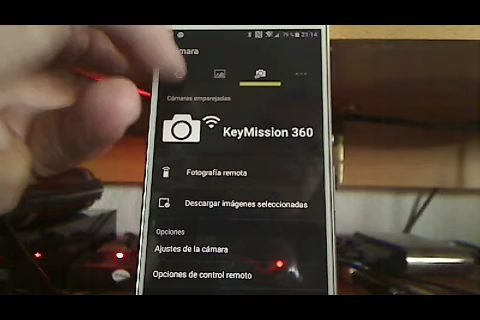 79% 21:14
Cámaras emparejadas
KeyMission 360
Fotografía remota
Descargar imágenes seleccionadas
Opciones
Ajustes de la cámara
Opciones de control remoto